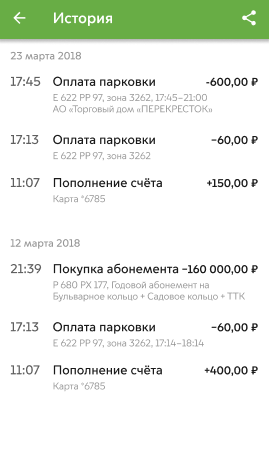 История
23 марта 2018
17:45 Оплата парковки -600,00 ₽
Е 622 РР 97, зона 3262, 17:45–21:00
АО «Торговый дом «ПЕРЕКРЕСТОК»
17:13 Оплата парковки −60,00 ₽
Е 622 РР 97, зона 3262
11:07 Пополнение счёта +150,00 ₽
Карта *6785
12 марта 2018
21:39 Покупка абонемента −160 000,00 ₽
Р 680 РХ 177, Годовой абонемент на
Бульварное кольцо + Садовое кольцо + ТТК
17:13 Оплата парковки −60,00 ₽
Е 622 РР 97, зона 3262, 17:14–18:14
11:07 Пополнение счёта +400,00 ₽
Карта *6785